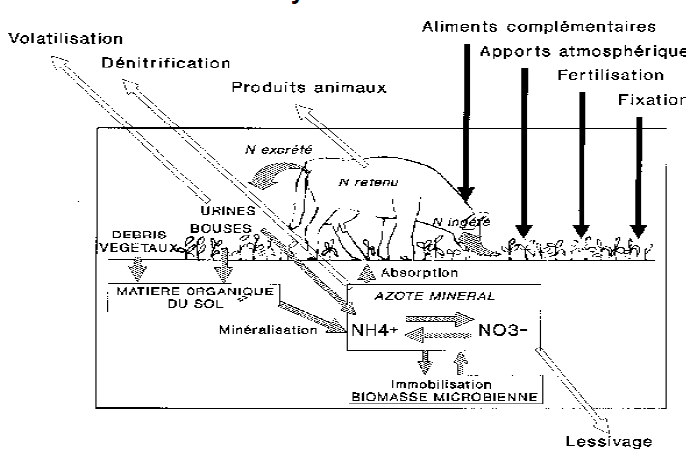 Aliments complémentaires
Volatilisation
Apports atmosphérique
Dénitrification
Fertilisation
Produits animaux
Fixation
N excrété
N retenu
URINES
BOUSES
N ingéré
DEBRIS
VEGETAUX
Absorption
MATIERE ORGANIQUE
DU SOL
AZOTE MINERAL
Minéralisation
NH4+
NO3-
Immobilisation
BIOMASSE MICROBIENNE
Lessivage